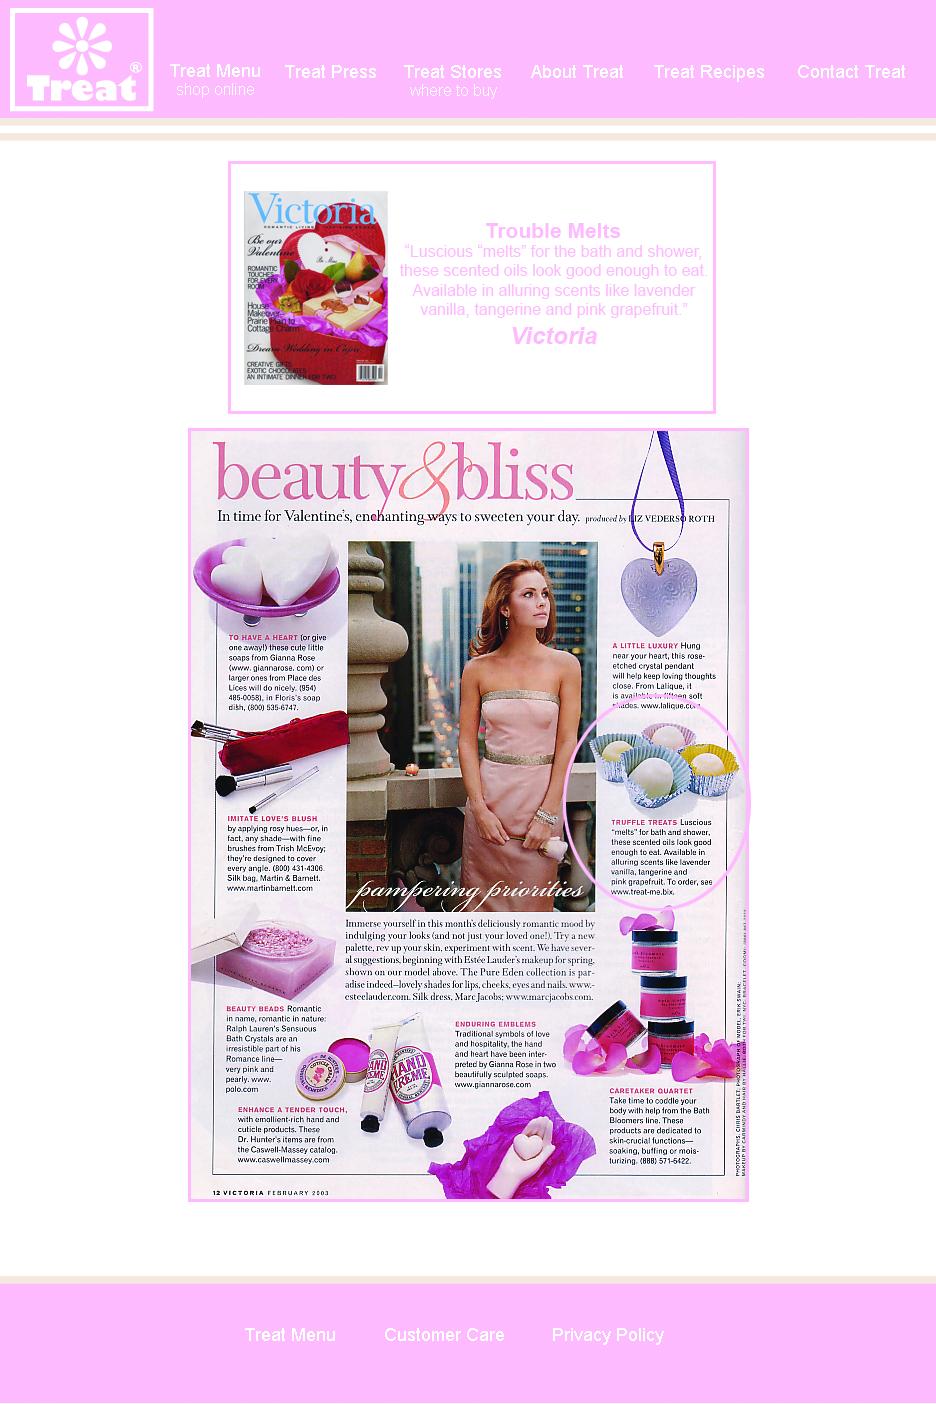 Treat®
Treat Menu
shop online
Treat Press
Treat Stores
where to buy
About Treat
Treat Recipes
Contact Treat
Victoria
Be our
Valentine
ROMANTIC
TOUCHES
FOR EVERY
ROOM
House
Makeover—
Prairie Plain to
Cottage Charm
Dream Wedding in Capri
CREATIVE GIFTS
EXOTIC CHOCOLATES
AN INTIMATE DINNER FOR TWO
Be Mine
Trouble Melts
“Luscious “melts” for the bath and shower,
these scented oils look good enough to eat.
Available in alluring scents like lavender
vanilla, tangerine and pink grapefruit.”
Victoria
beauty&bliss
In time for Valentine's, enchanting ways to sweeten your day. produced by LIZ VEDERSO ROTH
TO HAVE A HEART (or give
one away!) these cute little
soaps from Gianna Rose
(www. giannarose. com) or
larger ones from Place des
Lices will do nicely. (954)
485-0058), in Floris's soap
dish, (800) 535-6747.
IMITATE LOVE'S BLUSH
by applying rosy hues—or, in
fact, any shade—with fine
brushes from Trish McEvoy;
they're designed to cover
every angle. (800) 431-4306.
Silk bag, Martin & Barnett.
www.martinbarnett.com
BEAUTY BEADS Romantic
in name, romantic in nature:
Ralph Lauren's Sensuous
Bath Crystals are an
irresistible part of his
Romance line—
very pink and
pearly. www.
polo.com
ENHANCE A TENDER TOUCH,
with emollient-rich hand and
cuticle products. These
Dr. Hunter's items are from
the Caswell-Massey catalog.
www.caswellmassey.com
pampering priorities
Immerse yourself in this month's deliciously romantic mood by
indulging your looks (and not just your loved one!). Try a new
palette, rev up your skin, experiment with scent. We have sever-
al suggestions, beginning with Estée Lauder's makeup for spring,
shown on our model above. The Pure Eden collection is par-
adise indeed—lovely shades for lips, cheeks, eyes and nails. www.-
esteelauder.com. Silk dress, Marc Jacobs; www.marcjacobs.com.
ENDURING EMBLEMS
Traditional symbols of love
and hospitality, the hand
and heart have been inter-
preted by Gianna Rose in two
beautifully sculpted soaps.
www.giannarose.com
A LITTLE LUXURY Hung
near your heart, this rose-
etched crystal pendant
will help keep loving thoughts
close. From Lalique, it
is available in fifteen soft
shades. www.lalique.com.
TRUFFLE TREATS Luscious
“melts” for bath and shower,
these scented oils look good
enough to eat. Available in
alluring scents like lavender
vanilla, tangerine and
pink grapefruit. To order, see
www.treat-me.biz.
CARETAKER QUARTET
Take time to coddle your
body with help from the Bath
Bloomers line. These
products are dedicated to
skin-crucial functions—
soaking, buffing or mois-
turizing. (888) 571-6422.
12 VICTORIA FEBRUARY 2003
Treat Menu
Customer Care
Privacy Policy